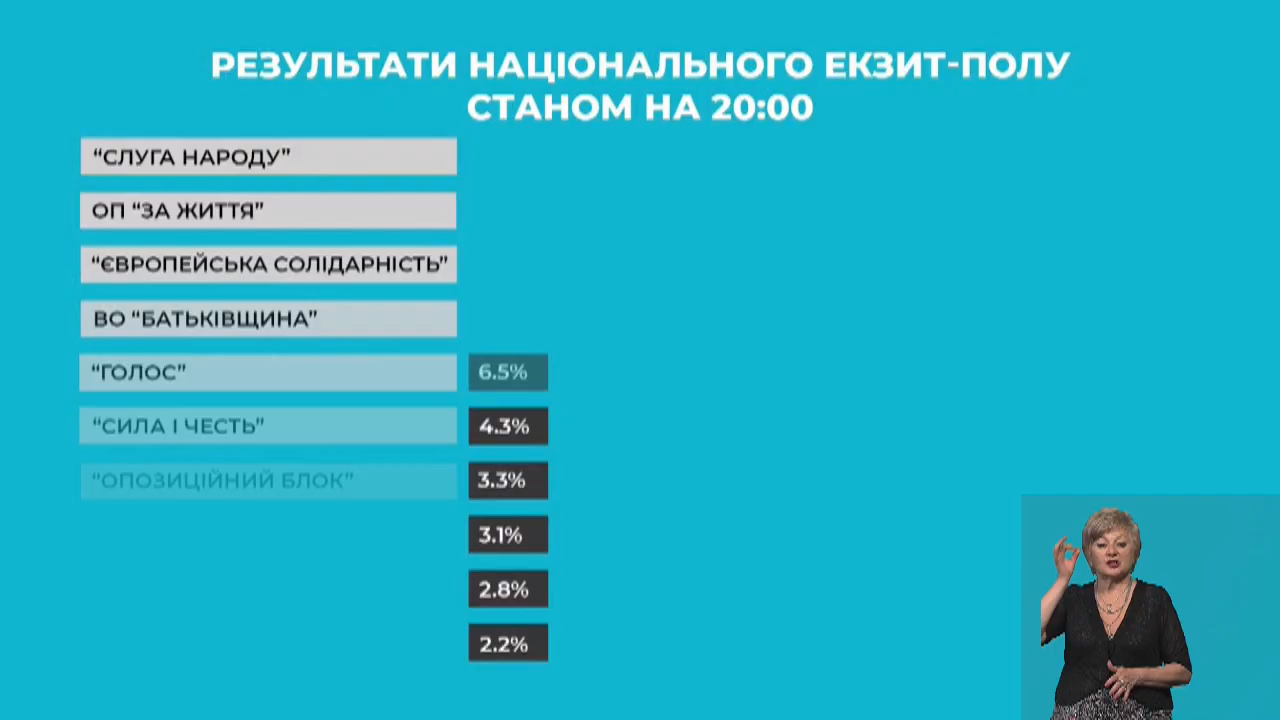 РЕЗУЛЬТАТИ НАЦІОНАЛЬНОГО ЕКЗИТ-ПОЛУ
СТАНОМ НА 20:00
“СЛУГА НАРОДУ”
ОП “ЗА ЖИТТЯ”
“ЄВРОПЕЙСЬКА СОЛІДАРНІСТЬ”
ВО “БАТЬКІВЩИНА”
“ГОЛОС” 6.5%
“СИЛА І ЧЕСТЬ” 4.3%
“ОПОЗИЦІЙНИЙ БЛОК” 3.3%
3.1%
2.8%
2.2%